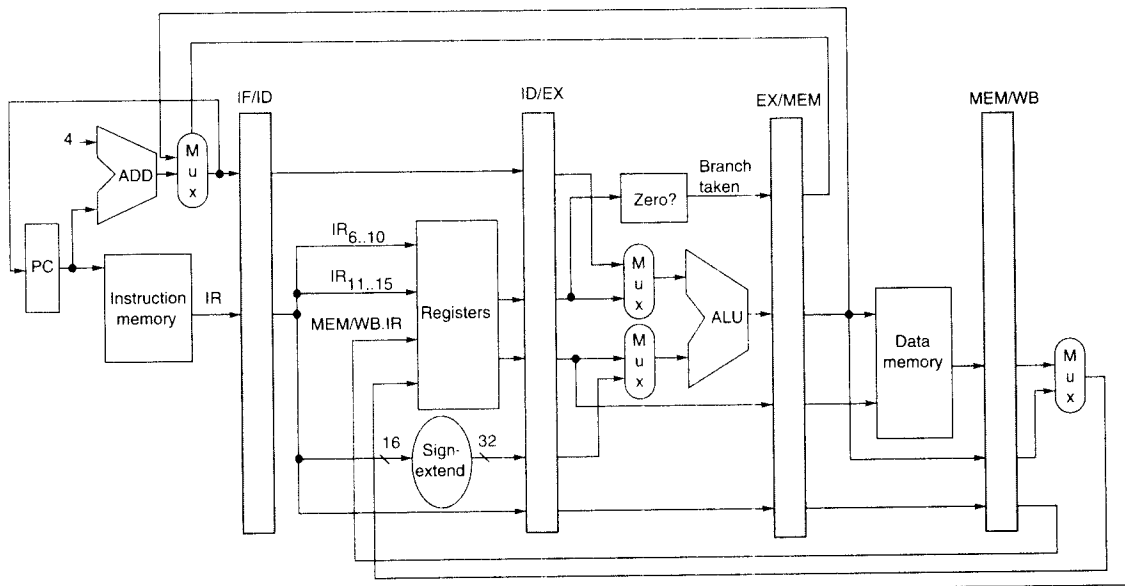 IF/ID
ID/EX
EX/MEM
MEM/WB
4
ADD
M
u
x
Branch
taken
Zero?
PC
Instruction
memory
IR
IR6..10
IR11..15
MEM/WB.IR
Registers
M
u
x
M
u
x
ALU
Data
memory
M
u
x
16
Sign-
extend
32